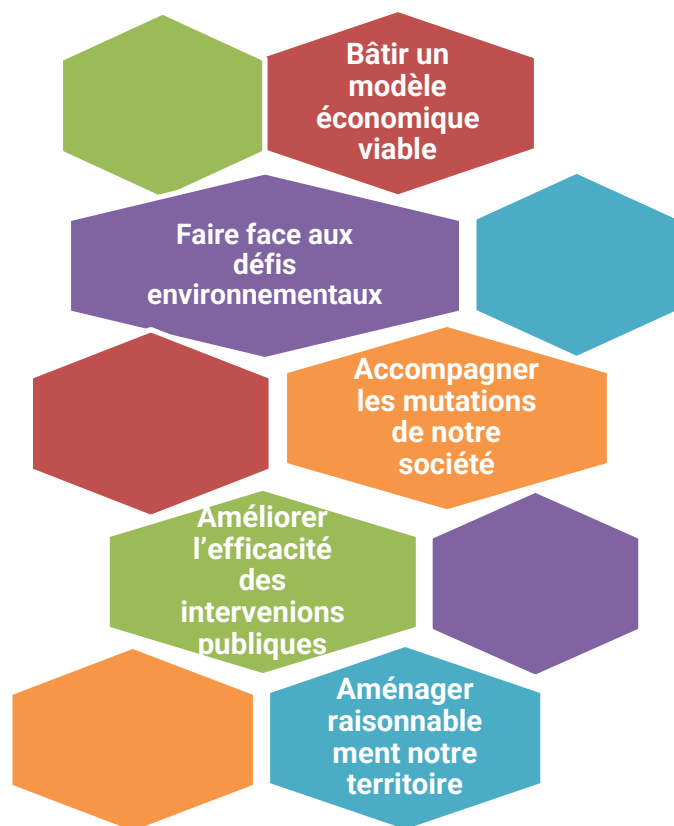 Bâtir un
modèle
économique
viable
Faire face aux
défis
environnementaux
Accompagner
les mutations
de notre
société
Améliorer
l’efficacité
des
intervenions
publiques
Aménager
raisonnable
ment notre
territoire